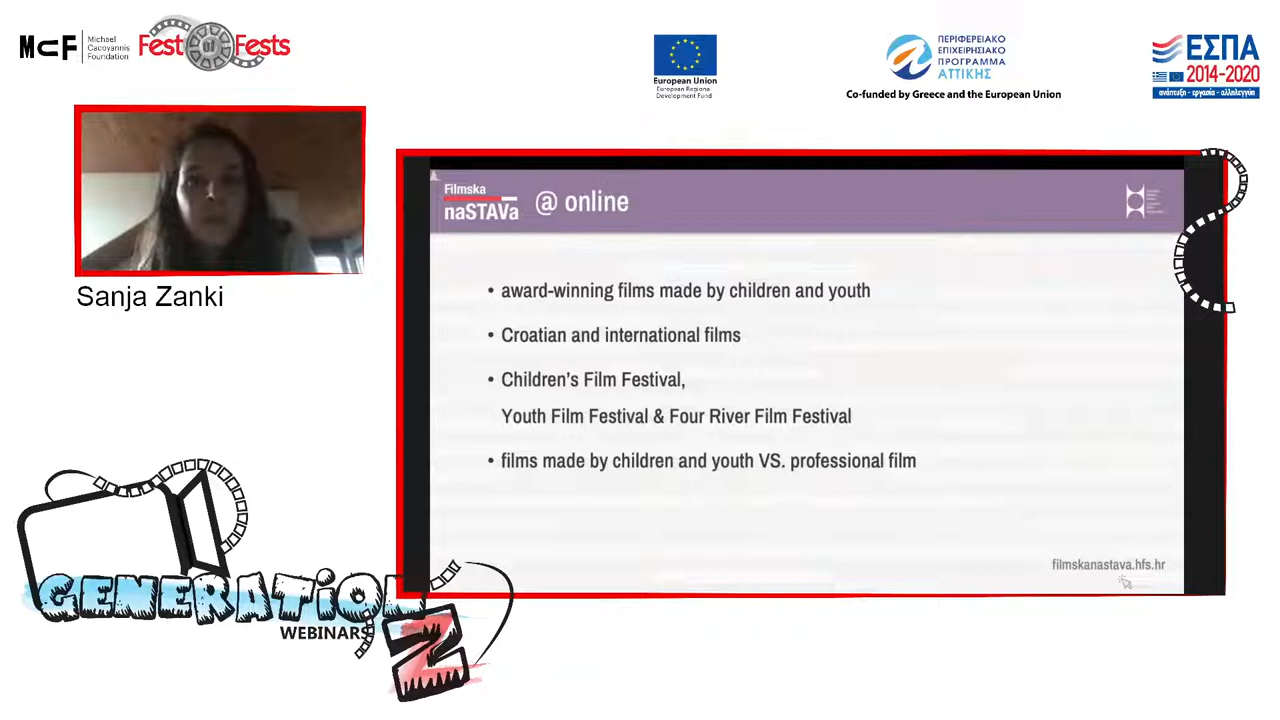 MCF
Michael
Cacoyannis
Foundation
Fest of Fests
European Union
European Regional
Development Fund
ΠΕΡΙΦΕΡΕΙΑΚΟ
ΕΠΙΧΕΙΡΗΣΙΑΚΟ
ΠΡΟΓΡΑΜΜΑ
ΑΤΤΙΚΗΣ
Co-funded by Greece and the European Union
ΕΣΠΑ
2014-2020
ανάπτυξη - εργασία - αλληλεγγύη
Sanja Zanki
Filmska
naSTAVa
@ online
• award-winning films made by children and youth
• Croatian and international films
• Children's Film Festival,
Youth Film Festival & Four River Film Festival
• films made by children and youth VS. professional film
filmskanastava.hfs.hr
GENERATiON
WEBINARS
Z